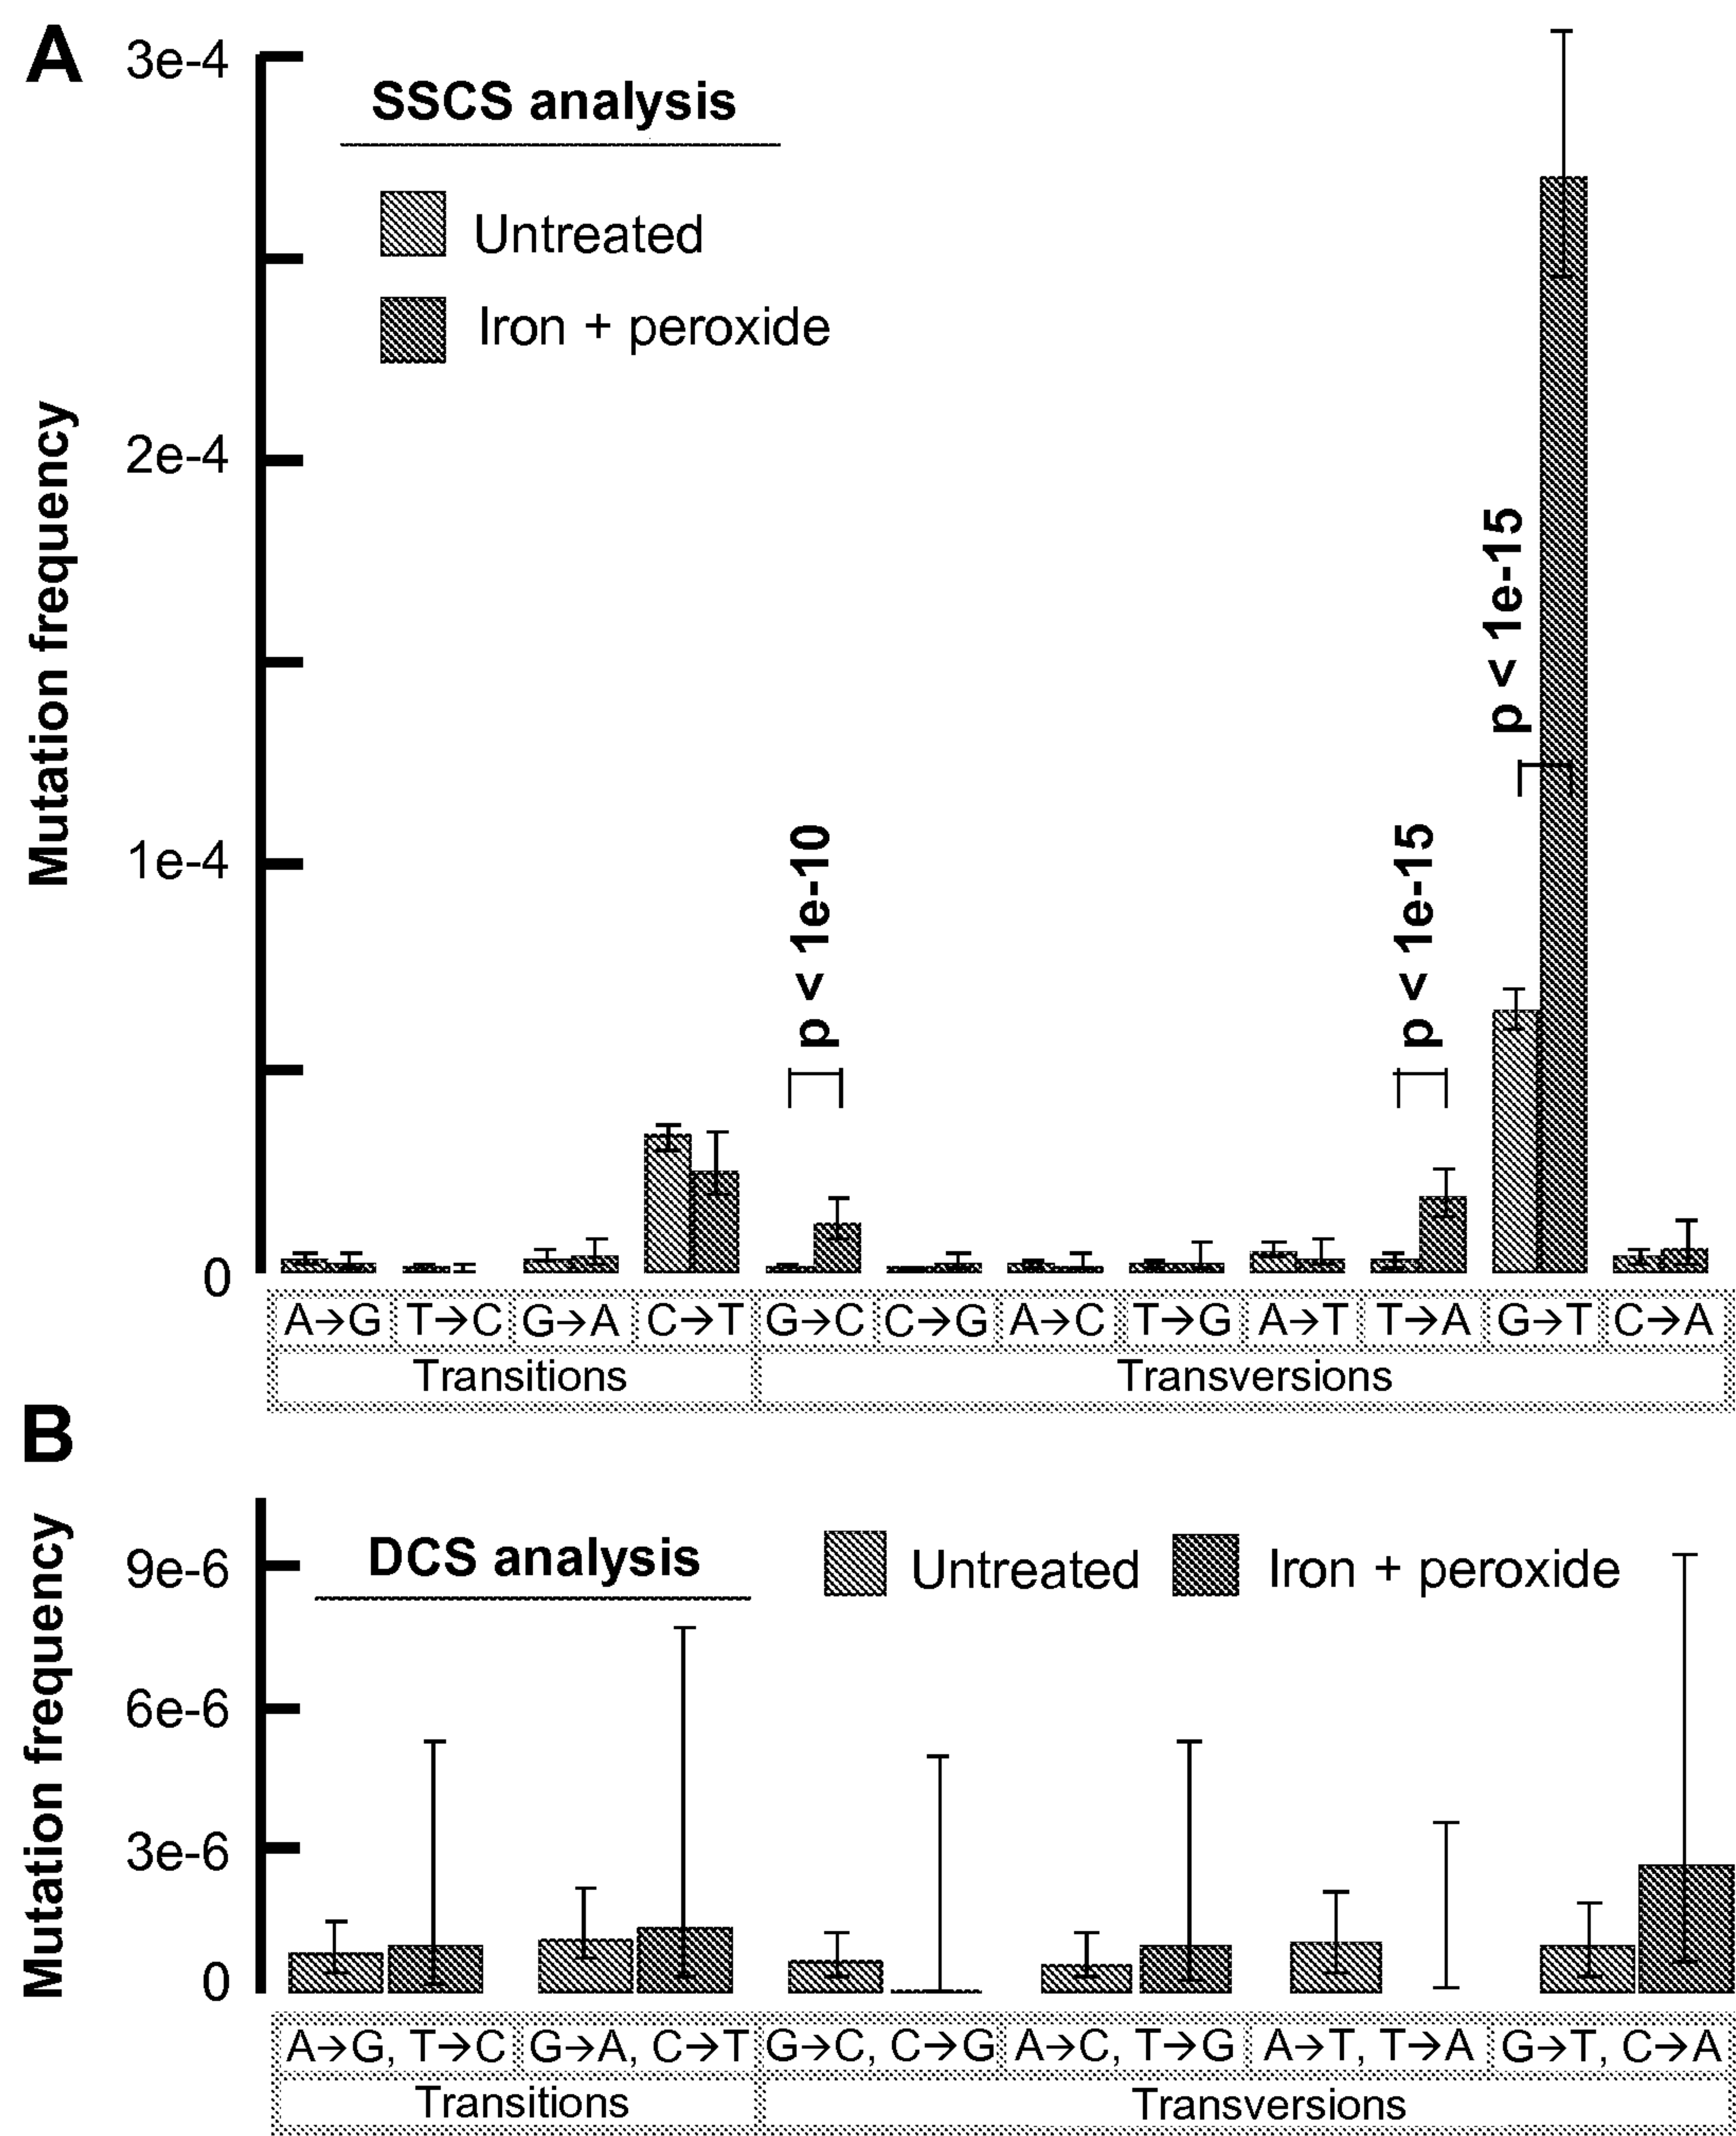 A
3e-4
SSCS analysis
Untreated
Iron + peroxide
2e-4
1e-4
0
Mutation frequency
p < 1e-10
p < 1e-15
p < 1e-15
A→G T→C G→A C→T G→C C→G A→C T→G A→T T→A G→T C→A
Transitions Transversions
B
DCS analysis Untreated Iron + peroxide
9e-6
6e-6
3e-6
0
Mutation frequency
A→G, T→C G→A, C→T G→C, C→G A→C, T→G A→T, T→A G→T, C→A
Transitions Transversions